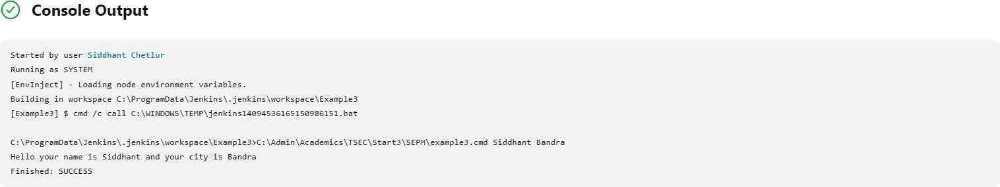 Console Output
Started by user Siddhant Chetlur
Running as SYSTEM
[EnvInject] - Loading node environment variables.
Building in workspace C:\ProgramData\Jenkins\.jenkins\workspace\Example3
[Example3] $ cmd /c call C:\WINDOWS\TEMP\jenkins14094536165150986151.bat
C:\ProgramData\Jenkins\.jenkins\workspace\Example3>C:\Admin\Academics\TSEC\Start3\SEPM\example3.cmd Siddhant Bandra
Hello your name is Siddhant and your city is Bandra
Finished: SUCCESS